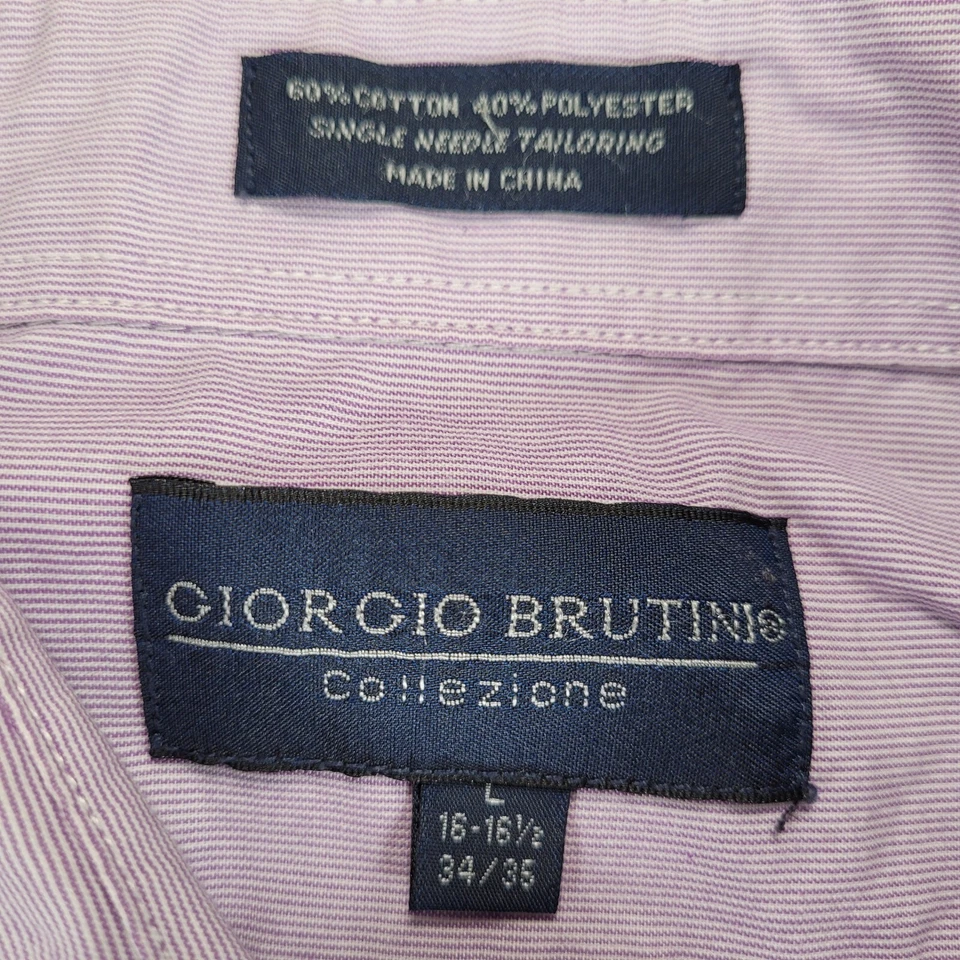 60% COTTON 40% POLYESTER
SINGLE NEEDLE TAILORING
MADE IN CHINA
GIORGIO BRUTINI®
collezione
L
16-16½
34/35